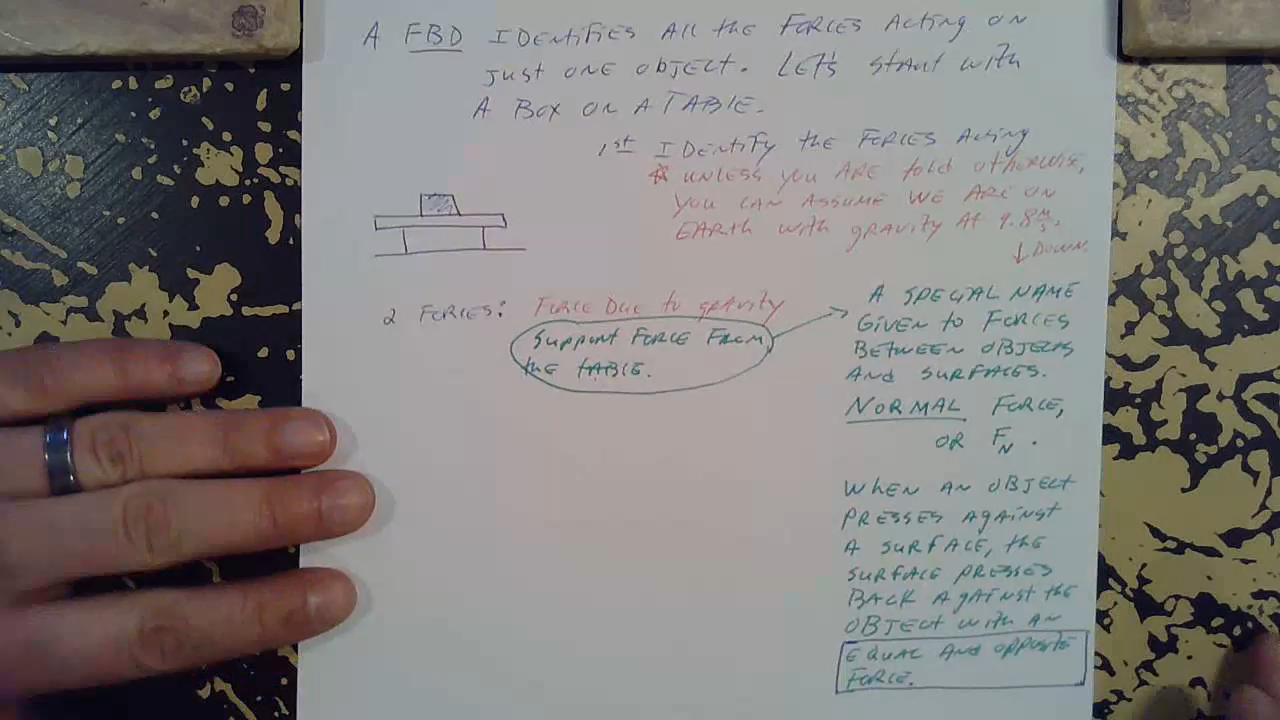 A FBD IDENTIFIES ALL the FORCES ACTING ON
JUST ONE OBJECT. LET'S START WITH
A BOX ON A TABLE.
1st IDENTIFY the FORCES ACTING
* UNLESS YOU ARE told OTHERWISE,
YOU CAN ASSUME WE ARE ON
EARTH WITH gRAVITY AT 9.8 m/s.
↓ DOWN.
2 FORCES: FORCE DUE to gRAVITY
SUPPORT FORCE FROM
the TABLE.
A SPECIAL NAME
GIVEN to FORCES
BETWEEN OBJECTS
AND SURFACES.
NORMAL FORCE,
OR FN.
WHEN AN OBJECT
PRESSES AGAINST
A SURFACE, the
SURFACE PRESSES
BACK AGAINST the
OBJECT WITH AN
EQUAL AND OPPOSITE
FORCE.